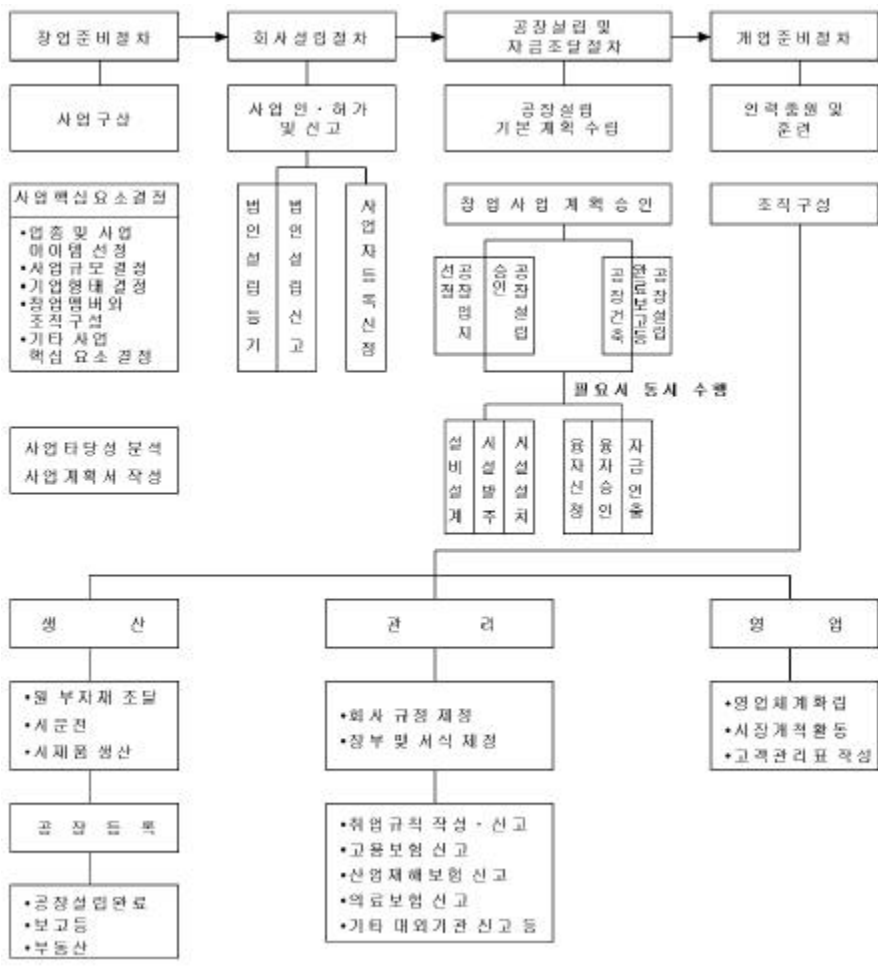 창업준비절차
회사설립절차
공장설립 및
자금조달절차
개업준비절차
사업구상
사업 인·허가
및 신고
공장설립
기본 계획 수립
인력충원 및
훈련
사업핵심요소결정
•업종 및 사업
아이템 선정
•사업 규모 결정
•기업형태 결정
•창업멤버와
조직구성
•기타 사업
핵심 요소 결정
법인설립등기
법인설립신고
사업자등록신청
창업사업 계획승인
조직구성
공장입지
선정
공장설립
승인
공장건축
공장설립
완료보고등
필요시 동시 수행
사업타당성 분석
사업계획서 작성
설비설계
시설발주
시설설치
융자신청
융자승인
자금인출
생 산
관 리
영 업
•원 부자재 조달
•시운전
•시제품 생산
•회사 규정 제정
•장부 및 서식 제정
•영업체계확립
•시장개척활동
•고객관리표 작성
공 장 등 록
•취업규칙 작성·신고
•고용보험 신고
•산업재해보험 신고
•의료보험 신고
•기타 대외기관 신고 등
•공장설립완료
•보고등
•부동산